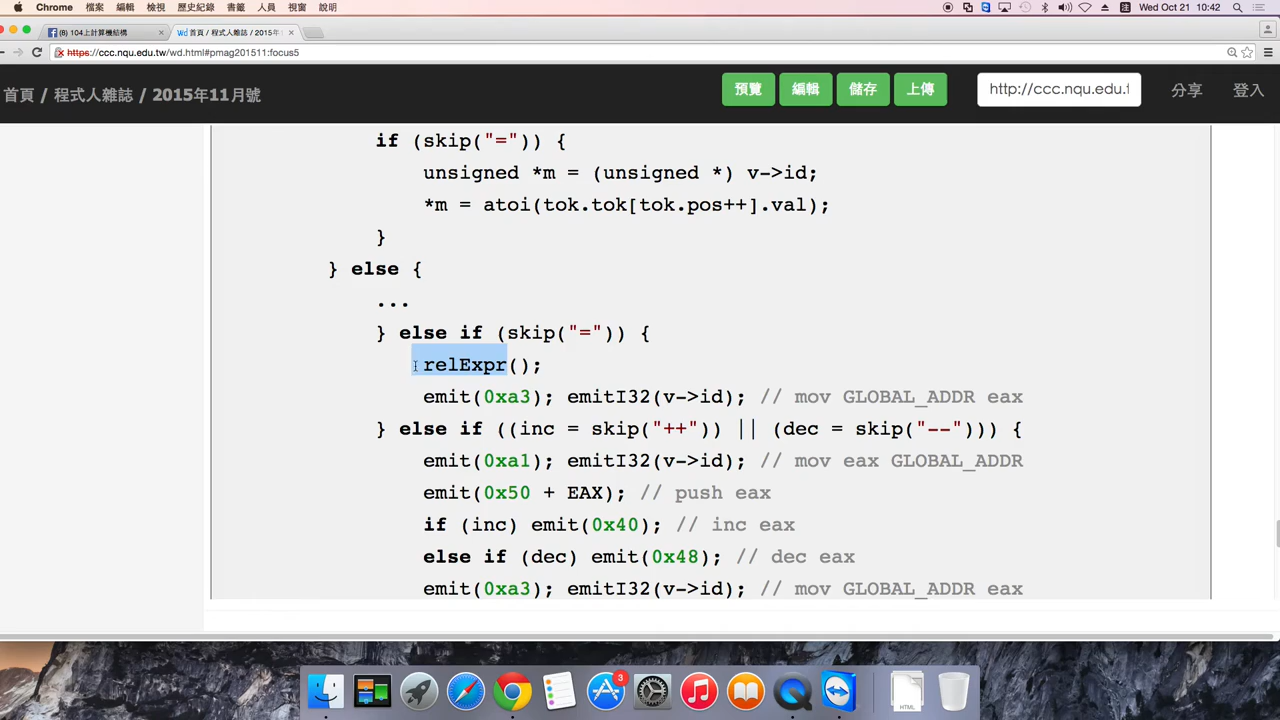 Chrome 檔案 編輯 檢視 歷史紀錄 書籤 人員 視窗 說明 Wed Oct 21 10:42
(8) 104上計算機結構 首頁 / 程式人雜誌 / 2015年
https://ccc.nqu.edu.tw/wd.html#pmag201511:focus5
首頁 / 程式人雜誌 / 2015年11月號 預覽 編輯 儲存 上傳 http://ccc.nqu.edu.t 分享 登入
if (skip("=")) {
unsigned *m = (unsigned *) v->id;
*m = atoi(tok.tok[tok.pos++].val);
}
} else {
...
} else if (skip("=")) {
relExpr();
emit(0xa3); emitI32(v->id); // mov GLOBAL_ADDR eax
} else if ((inc = skip("++")) || (dec = skip("--"))) {
emit(0xa1); emitI32(v->id); // mov eax GLOBAL_ADDR
emit(0x50 + EAX); // push eax
if (inc) emit(0x40); // inc eax
else if (dec) emit(0x48); // dec eax
emit(0xa3); emitI32(v->id); // mov GLOBAL_ADDR eax
3
HTML